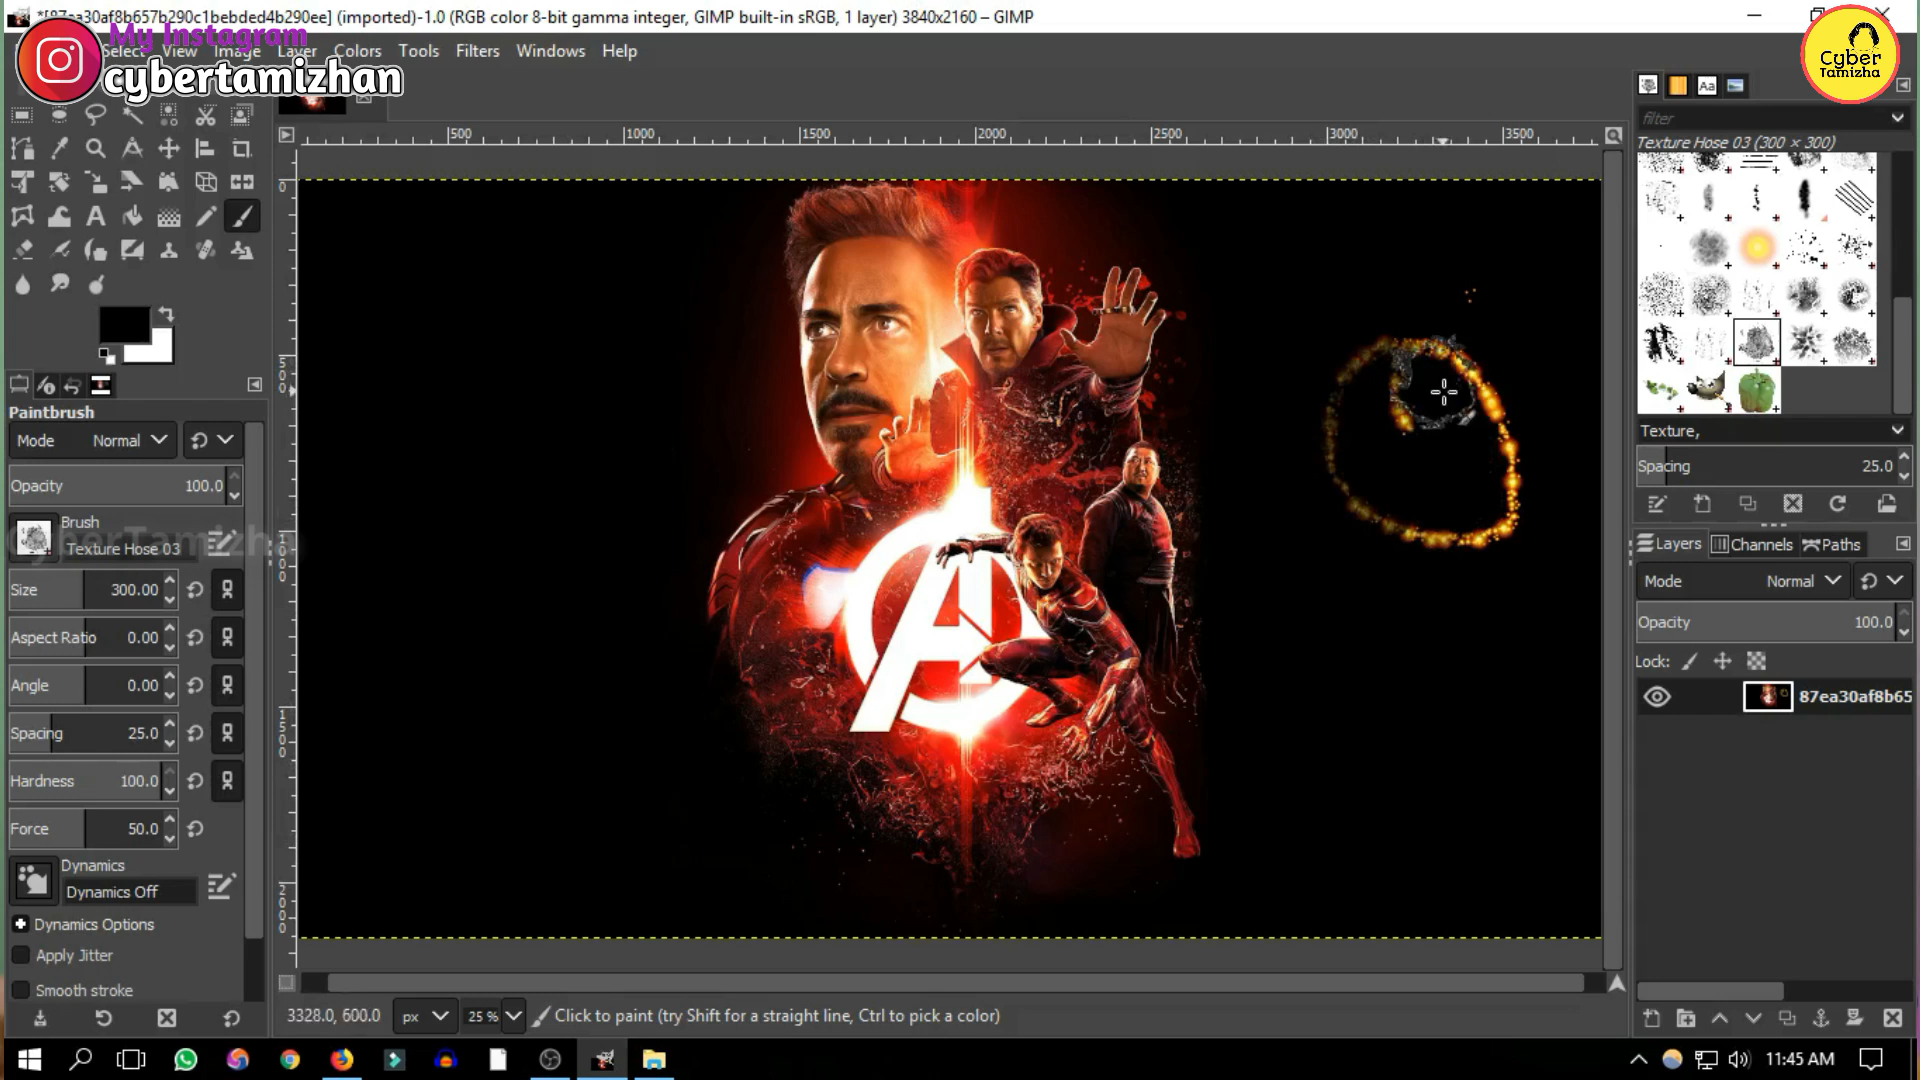 *[87ea30af8b657b290c1bebded4b290ee] (imported)-1.0 (RGB color 8-bit gamma integer, GIMP built-in sRGB, 1 layer) 3840x2160 – GIMP
My Instagram
cybertamizhan
Select View Image Layer Colors Tools Filters Windows Help
Cyber
Tamizha
500 1000 1500 2000 2500 3000 3500
0
500
1000
1500
2000
filter
Texture Hose 03 (300 × 300)
Paintbrush
Mode Normal
Opacity 100.0
Brush
Texture Hose 03
CyberTamizha
Size 300.00
Aspect Ratio 0.00
Angle 0.00
Spacing 25.0
Hardness 100.0
Force 50.0
Dynamics
Dynamics Off
Dynamics Options
Apply Jitter
Smooth stroke
A
Texture,
Spacing 25.0
Layers Channels Paths
Mode Normal
Opacity 100.0
Lock:
87ea30af8b65
3328.0, 600.0 px 25 % Click to paint (try Shift for a straight line, Ctrl to pick a color)
11:45 AM